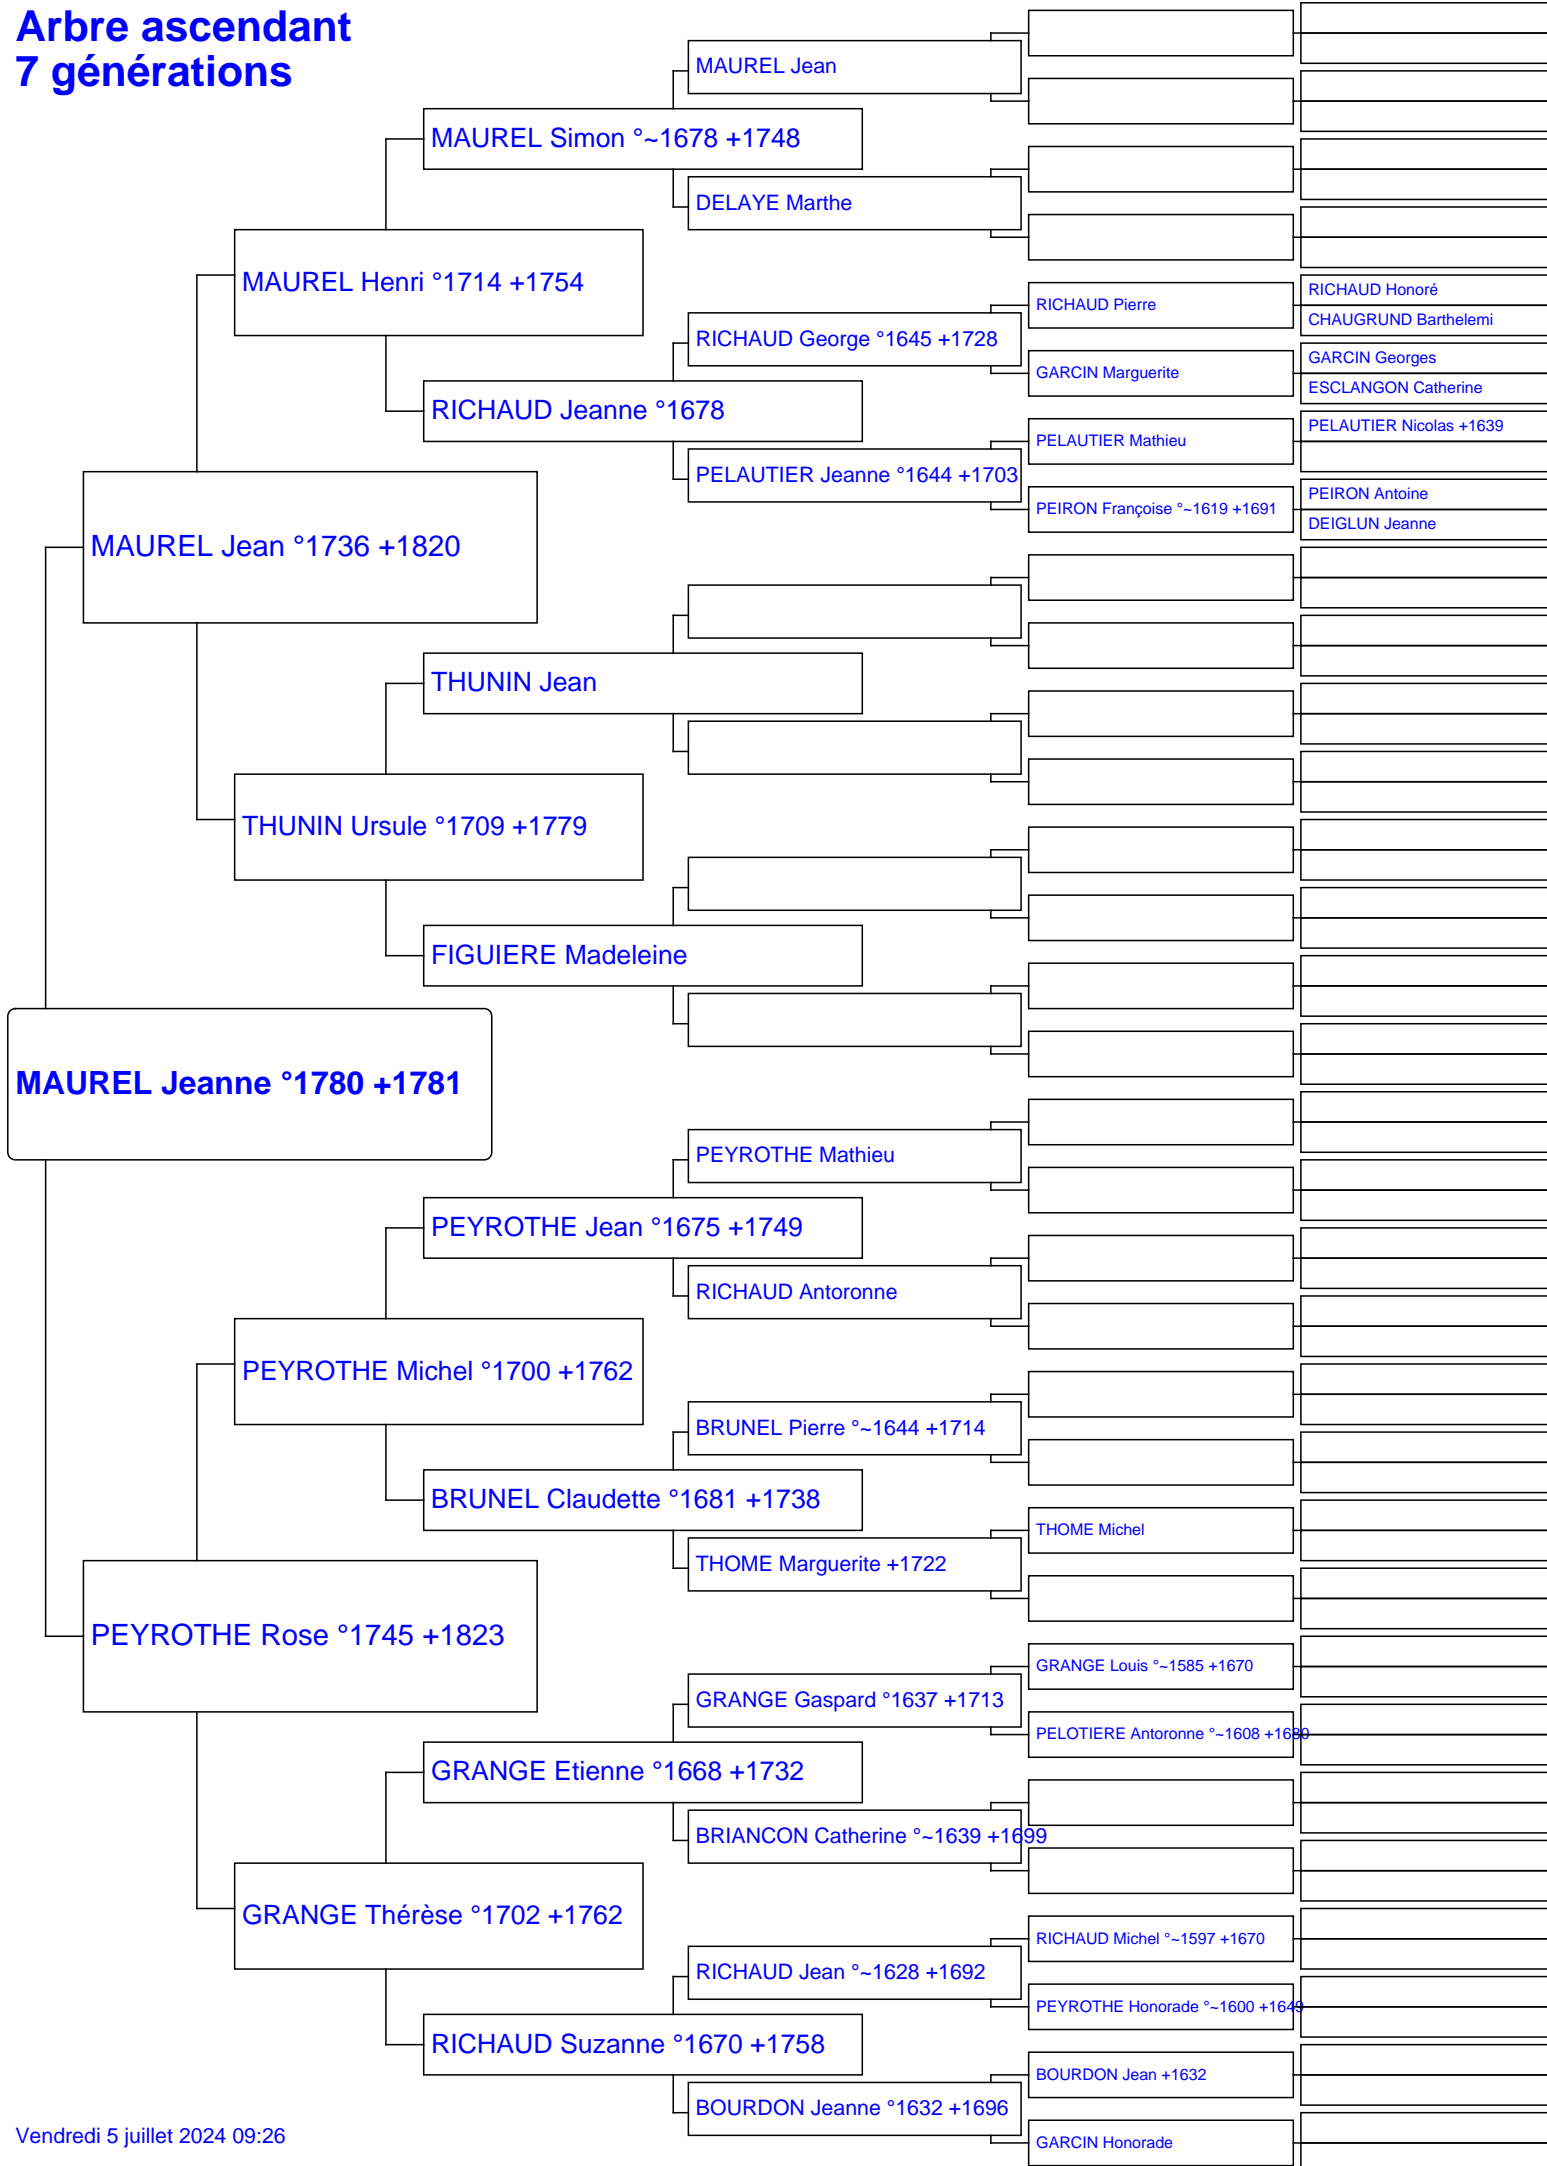 Arbre ascendant
7 générations
MAUREL Jean
MAUREL Simon °~1678 +1748
DELAYE Marthe
MAUREL Henri °1714 +1754
RICHAUD Honoré
RICHAUD Pierre
CHAUGRUND Barthelemi
RICHAUD George °1645 +1728
GARCIN Georges
GARCIN Marguerite
ESCLANGON Catherine
RICHAUD Jeanne °1678
PELAUTIER Nicolas +1639
PELAUTIER Mathieu
PELAUTIER Jeanne °1644 +1703
PEIRON Antoine
PEIRON Françoise °~1619 +1691
DEIGLUN Jeanne
MAUREL Jean °1736 +1820
THUNIN Jean
THUNIN Ursule °1709 +1779
FIGUIERE Madeleine
MAUREL Jeanne °1780 +1781
PEYROTHE Mathieu
PEYROTHE Jean °1675 +1749
RICHAUD Antoronne
PEYROTHE Michel °1700 +1762
BRUNEL Pierre °~1644 +1714
BRUNEL Claudette °1681 +1738
THOME Michel
THOME Marguerite +1722
PEYROTHE Rose °1745 +1823
GRANGE Louis °~1585 +1670
GRANGE Gaspard °1637 +1713
PELOTIERE Antoronne °~1608 +1680
GRANGE Etienne °1668 +1732
BRIANCON Catherine °~1639 +1699
GRANGE Thérèse °1702 +1762
RICHAUD Michel °~1597 +1670
RICHAUD Jean °~1628 +1692
PEYROTHE Honorade °~1600 +1649
RICHAUD Suzanne °1670 +1758
BOURDON Jean +1632
BOURDON Jeanne °1632 +1696
GARCIN Honorade
Vendredi 5 juillet 2024 09:26